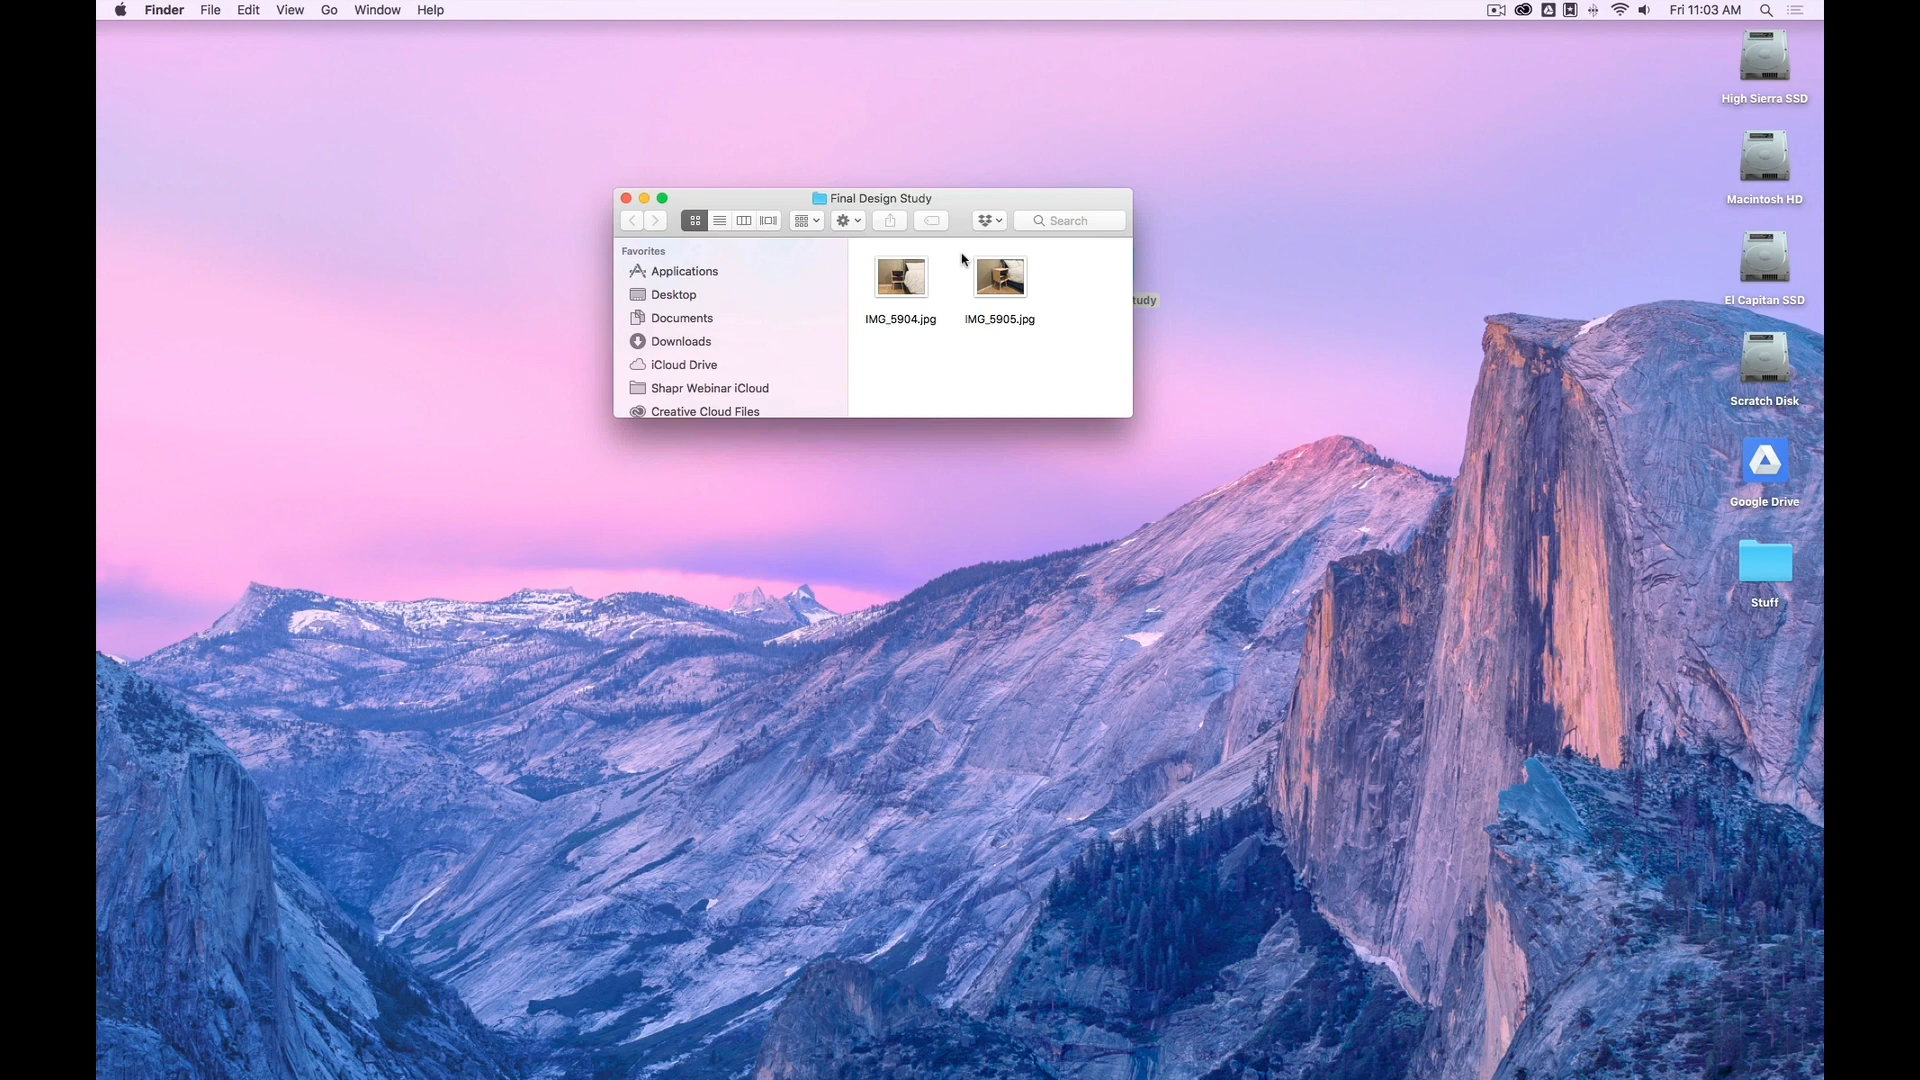 Finder File Edit View Go Window Help Fri 11:03 AM
High Sierra SSD
Macintosh HD
El Capitan SSD
Scratch Disk
Google Drive
Stuff
Final Design Study
Search
Favorites
Applications
Desktop
Documents
Downloads
iCloud Drive
Shapr Webinar iCloud
Creative Cloud Files
IMG_5904.jpg IMG_5905.jpg
tudy